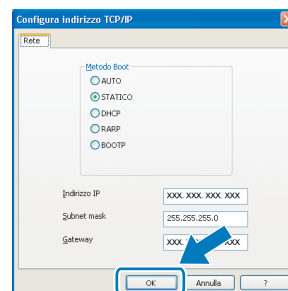 Configura indirizzo TCP/IP
Rete
Metodo Boot
AUTO
STATICO
DHCP
RARP
BOOTP
Indirizzo IP XXX. XXX. XXX. XXX
Subnet mask 255.255.255.0
Gateway XXX. XXX
OK Annulla ?